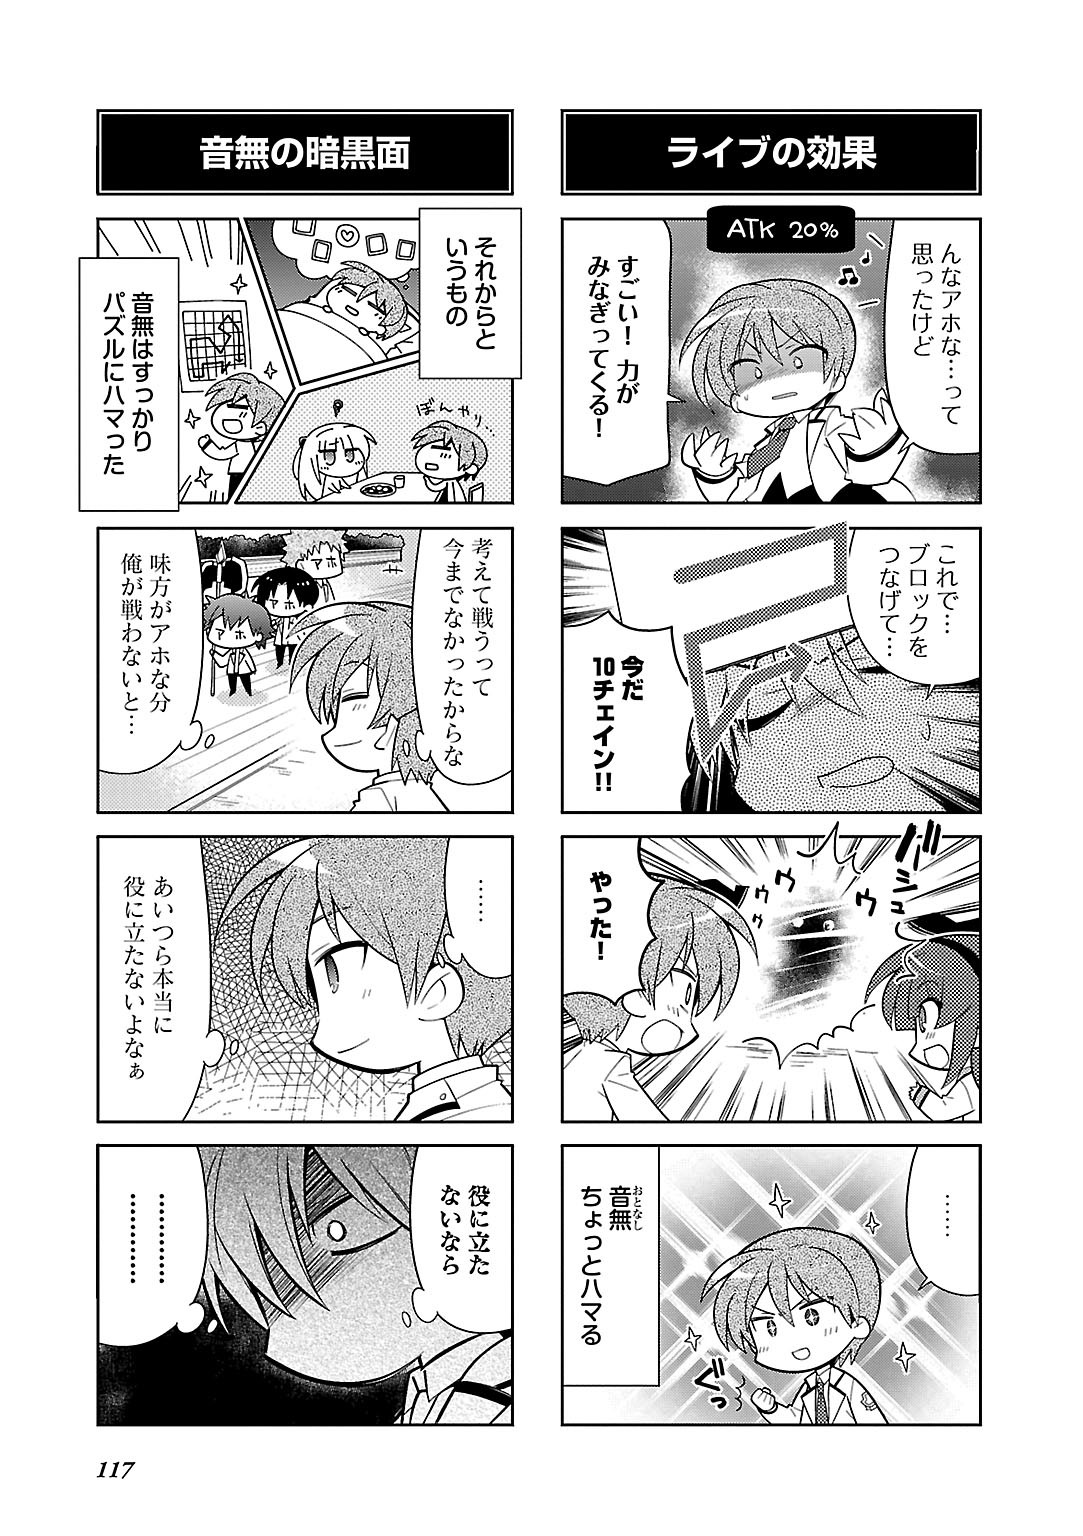 ライブの効果
ATK 20%
んなアホな…って
思ったけど
すごい！力が
みなぎってくる！
これで…
ブロックを
つなげて…
今だ
10チェイン!!
バシュ
ウゥゥ
やった！
……
ぐっ
音無
おとなし
ちょっとハマる
音無の暗黒面
それからと
いうもの
ぼんやり…
音無はすっかり
パズルにハマった
考えて戦うって
今までなかったからな
アホ
アホ
アホ
味方がアホな分
俺が戦わないと…
……
あいつら本当に
役に立たないよなぁ
役に立た
ないなら
…………
…………
117